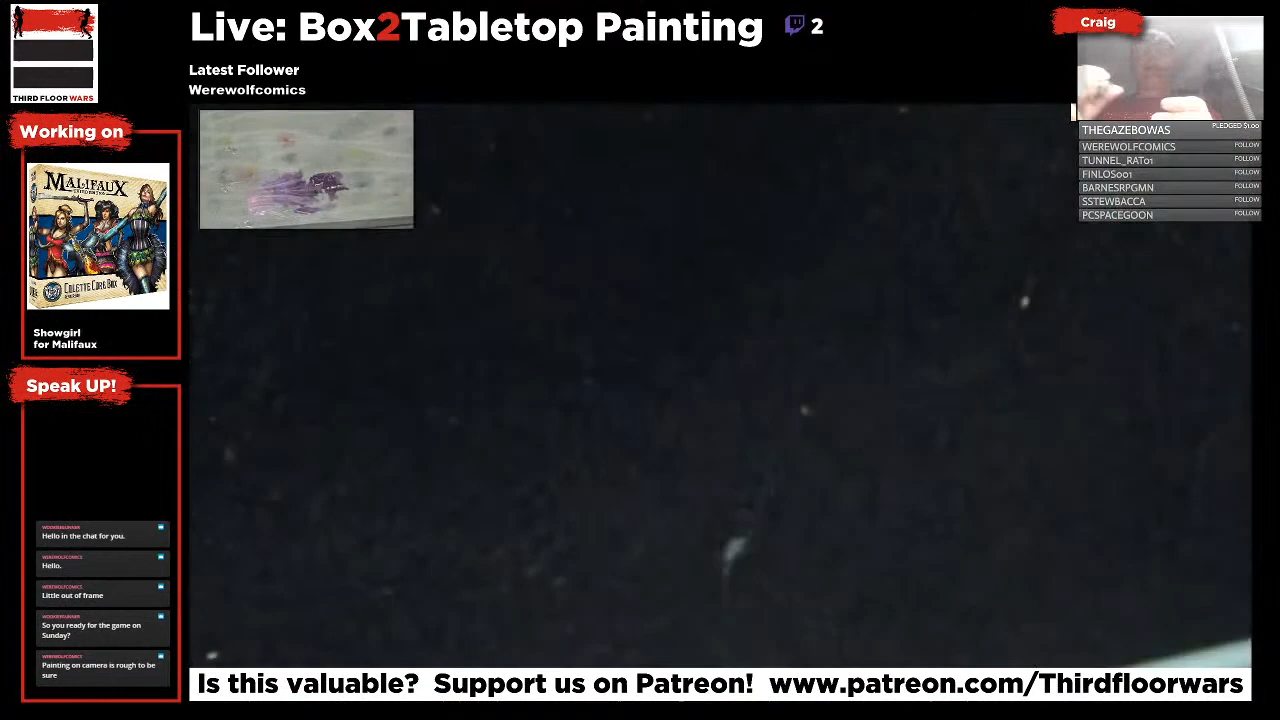 Live: Box2Tabletop Painting
2
Latest Follower
Werewolfcomics
THIRD FLOOR WARS
Working on
MALIFAUX
COLETTE CORE BOX
Showgirl
for Malifaux
Speak UP!
WEREWOLFCOMICS
Hello in the chat for you.
Hello.
WEREWOLFCOMICS
Little out of frame
So you ready for the game on
Sunday?
WEREWOLFCOMICS
Painting on camera is rough to be
sure
Craig
THEGAZEBOWAS PLEDGED $1.00
WEREWOLFCOMICS FOLLOW
TUNNEL_RAT01 FOLLOW
FINLOS001 FOLLOW
BARNESRPGMN FOLLOW
SSTEWBACCA FOLLOW
PCSPACEGOON FOLLOW
Is this valuable? Support us on Patreon! www.patreon.com/Thirdfloorwars